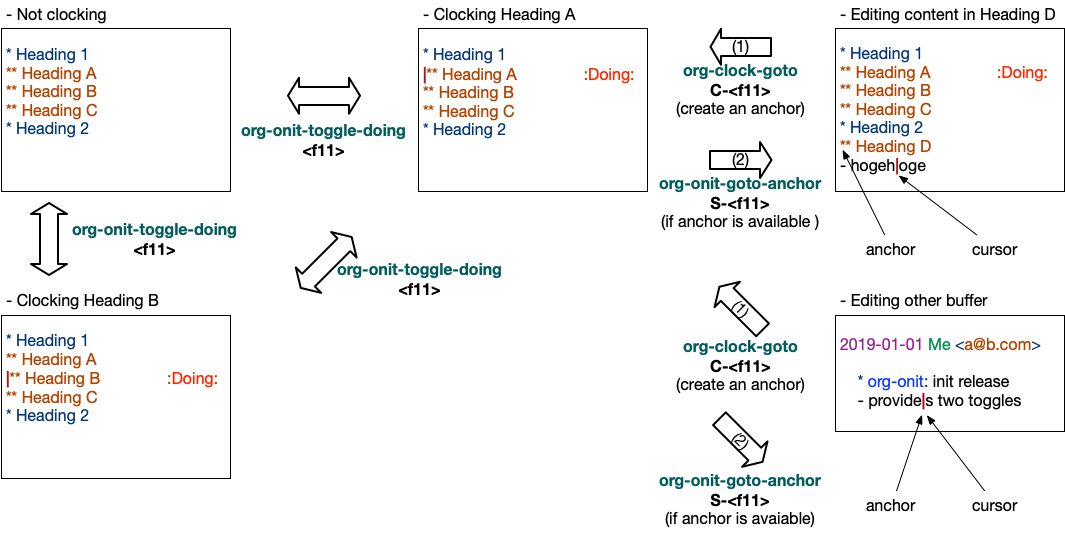 - Not clocking
* Heading 1
** Heading A
** Heading B
** Heading C
* Heading 2
org-onit-toggle-doing
<f11>
- Clocking Heading A
* Heading 1
** Heading A :Doing:
** Heading B
** Heading C
* Heading 2
(1)
org-clock-goto
C-<f11>
(create an anchor)
(2)
org-onit-goto-anchor
S-<f11>
(if anchor is available )
- Editing content in Heading D
* Heading 1
** Heading A :Doing:
** Heading B
** Heading C
* Heading 2
** Heading D
- hogehoge
anchor cursor
org-onit-toggle-doing
<f11>
org-onit-toggle-doing
<f11>
- Clocking Heading B
* Heading 1
** Heading A
** Heading B :Doing:
** Heading C
* Heading 2
(1)
org-clock-goto
C-<f11>
(create an anchor)
(2)
org-onit-goto-anchor
S-<f11>
(if anchor is avaiable)
- Editing other buffer
2019-01-01 Me <a@b.com>
* org-onit: init release
- provides two toggles
anchor cursor